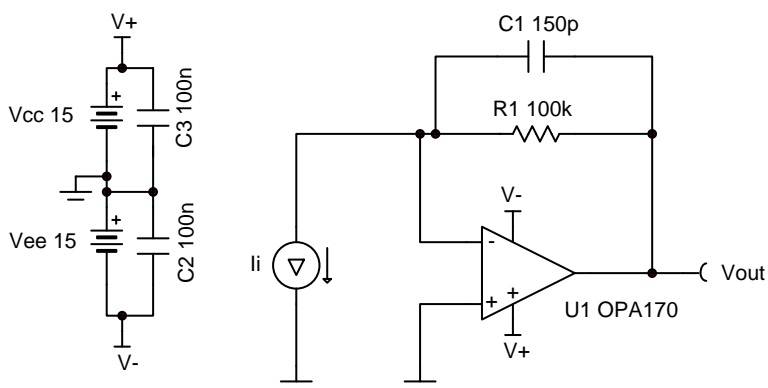 V+
Vcc 15
+
C3 100n
Vee 15
+
C2 100n
V-
C1 150p
R1 100k
Ii
V-
-
+
+
V+
U1 OPA170
Vout